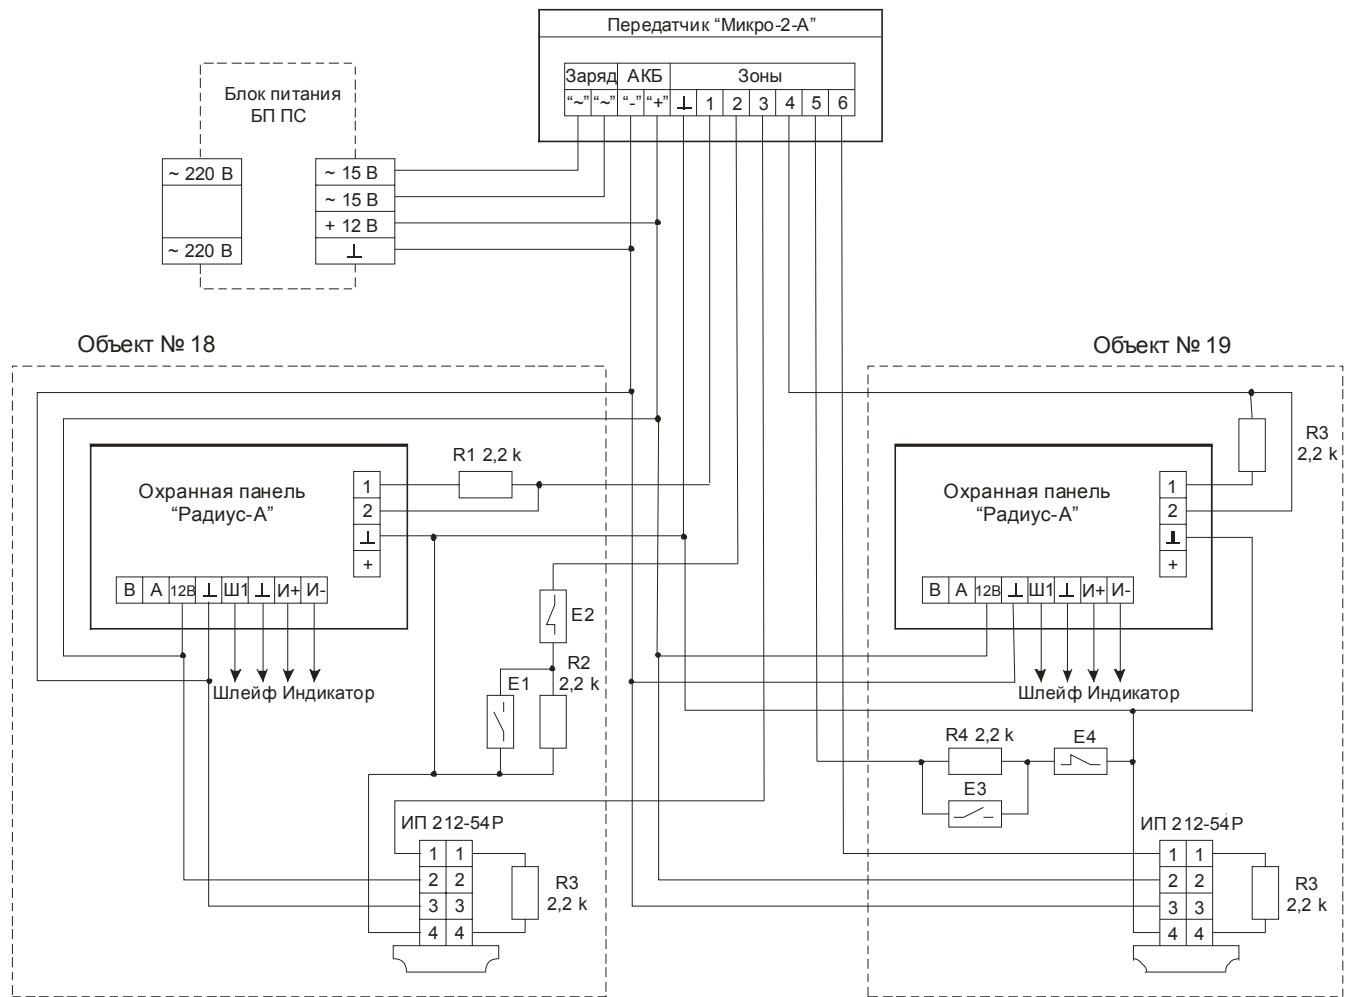 Передатчик “Микро-2-А”
Заряд АКБ Зоны
“~” “~” “-” “+” ⊥ 1 2 3 4 5 6
Блок питания
БП ПС
~ 220 В
~ 220 В
~ 15 В
~ 15 В
+ 12 В
⊥
Объект № 18
Охранная панель
“Радиус-А”
1
2
⊥
+
R1 2,2 k
В А 12В ⊥ Ш1 ⊥ И+ И-
Шлейф Индикатор
E2
R2
2,2 k
E1
ИП 212-54Р
1 1
2 2
3 3
4 4
R3
2,2 k
Объект № 19
R3
2,2 k
Охранная панель
“Радиус-А”
1
2
⊥
+
В А 12В ⊥ Ш1 ⊥ И+ И-
Шлейф Индикатор
R4 2,2 k
E4
E3
ИП 212-54Р
1 1
2 2
3 3
4 4
R3
2,2 k